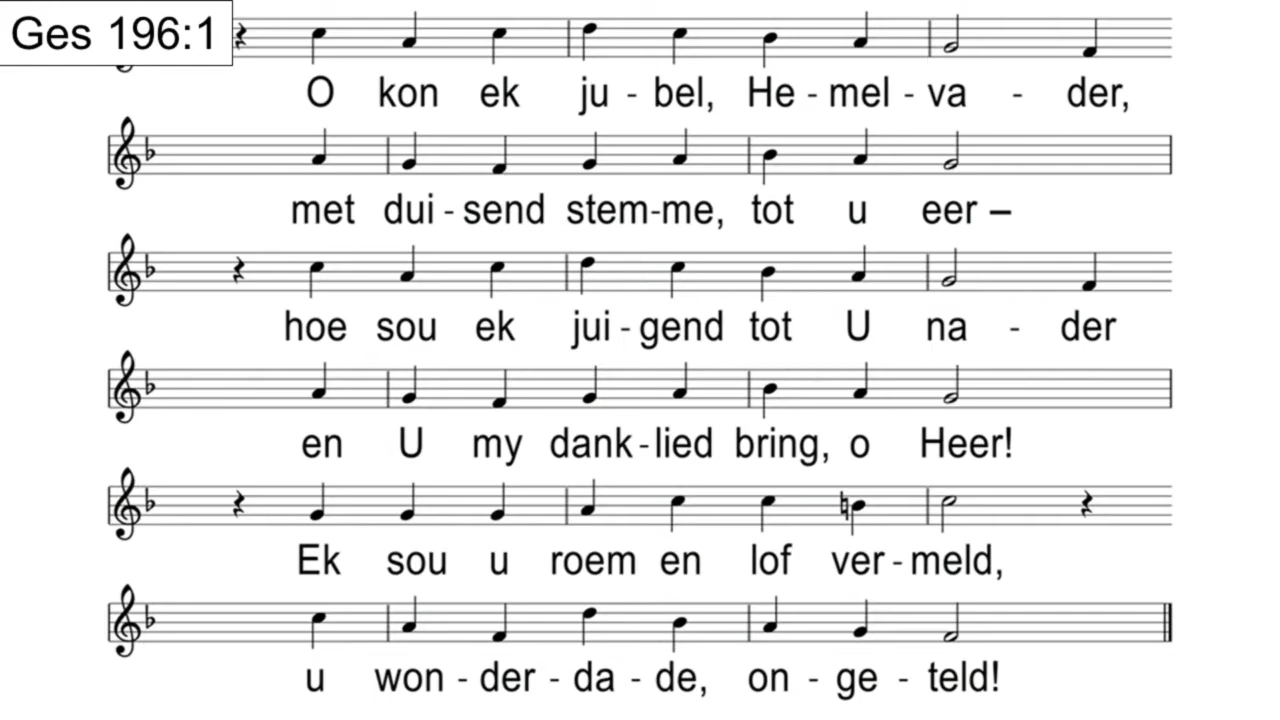 Ges 196:1
O kon ek ju - bel, He - mel - va - der,
met dui - send stem-me, tot u eer –
hoe sou ek jui - gend tot U na - der
en U my dank - lied bring, o Heer!
Ek sou u roem en lof ver - meld,
u won - der - da - de, on - ge - teld!